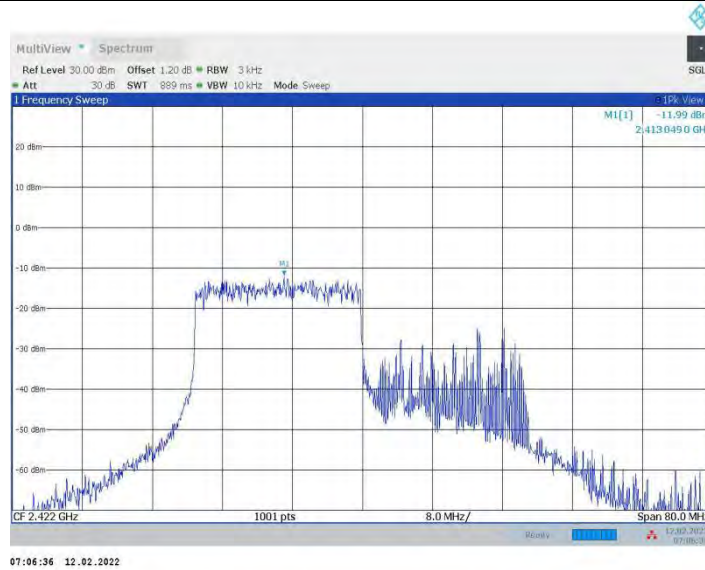 MultiView Spectrum
Ref Level 30.00 dBm Offset 1.20 dB RBW 3 kHz
SGL
Att 30 dB SWT 889 ms VBW 10 kHz Mode Sweep
1 Frequency Sweep 1Pk View
M1[1] -11.99 dBm
2.4130490 GH
20 dBm
10 dBm
0 dBm
-10 dBm
M1
-20 dBm
-30 dBm
-40 dBm
-50 dBm
-60 dBm
CF 2.422 GHz 1001 pts 8.0 MHz/ Span 80.0 MH
Ready 12.02.202
07:06:36 12.02.2022